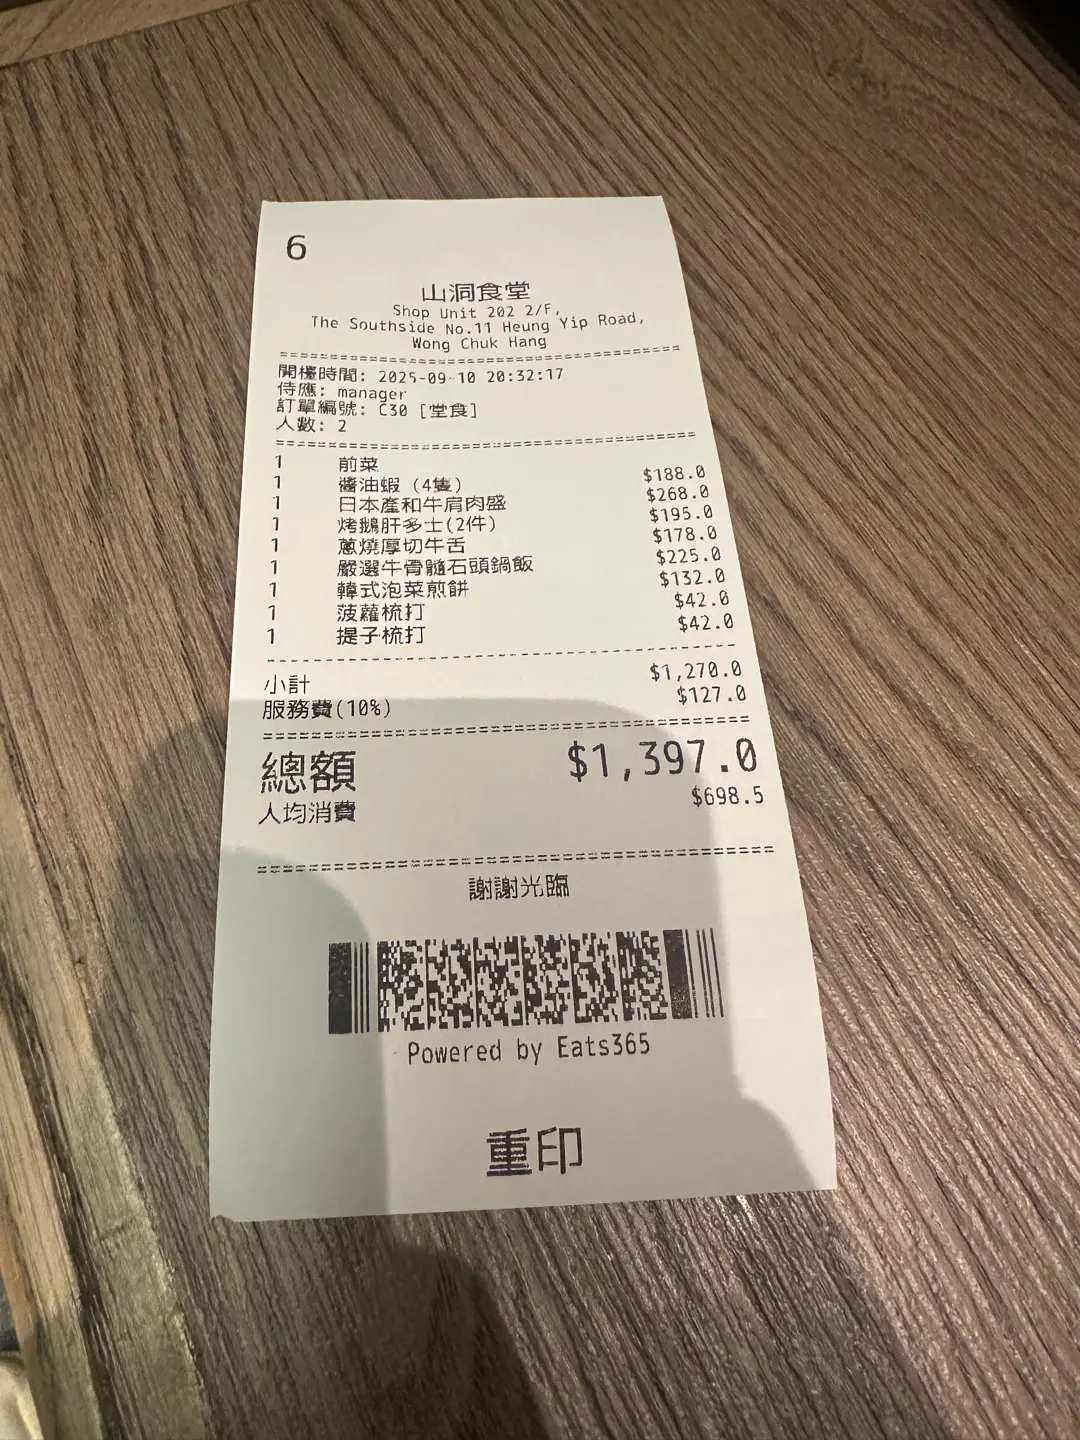 6
山洞食堂
Shop Unit 202 2/F,
The Southside No.11 Heung Yip Road,
Wong Chuk Hang
開檯時間: 2025-09-10 20:32:17
侍應: manager
訂單編號: C30 [堂食]
人數: 2
1 前菜
1 醬油蝦 (4隻) $188.0
1 日本產和牛肩肉盛 $268.0
1 烤鵝肝多士(2件) $195.0
1 蔥燒厚切牛舌 $178.0
1 嚴選牛骨髓石頭鍋飯 $225.0
1 韓式泡菜煎餅 $132.0
1 菠蘿梳打 $42.0
1 提子梳打 $42.0
小計 $1,270.0
服務費(10%) $127.0
總額 $1,397.0
人均消費 $698.5
謝謝光臨
Powered by Eats365
重印